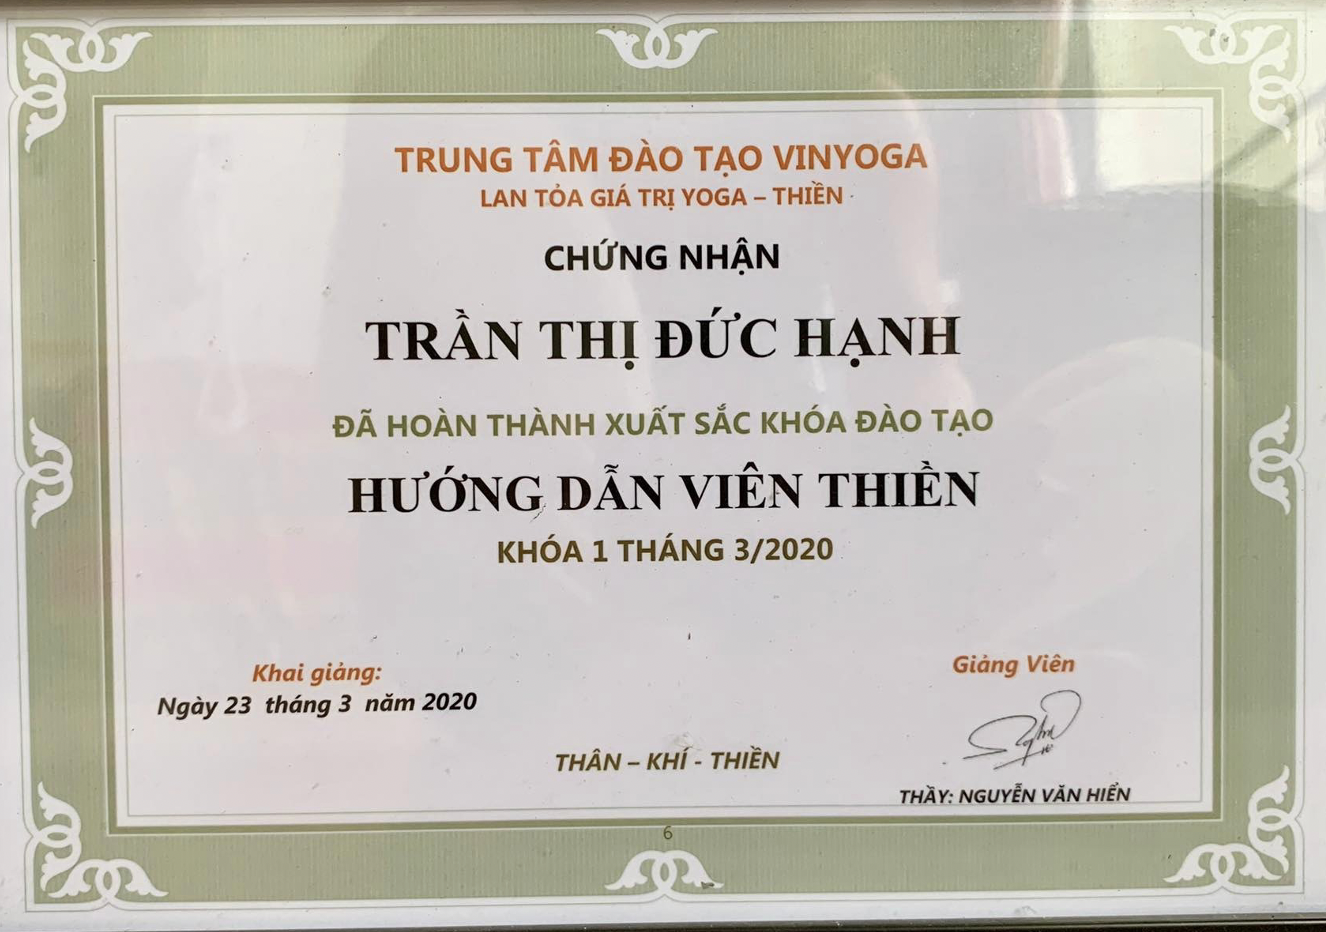 TRUNG TÂM ĐÀO TẠO VINYOGA
LAN TỎA GIÁ TRỊ YOGA – THIỀN
CHỨNG NHẬN
TRẦN THỊ ĐỨC HẠNH
ĐÃ HOÀN THÀNH XUẤT SẮC KHÓA ĐÀO TẠO
HƯỚNG DẪN VIÊN THIỀN
KHÓA 1 THÁNG 3/2020
Khai giảng:
Ngày 23 tháng 3 năm 2020
Giảng Viên
THÂN – KHÍ - THIỀN
THẦY: NGUYỄN VĂN HIỂN
6